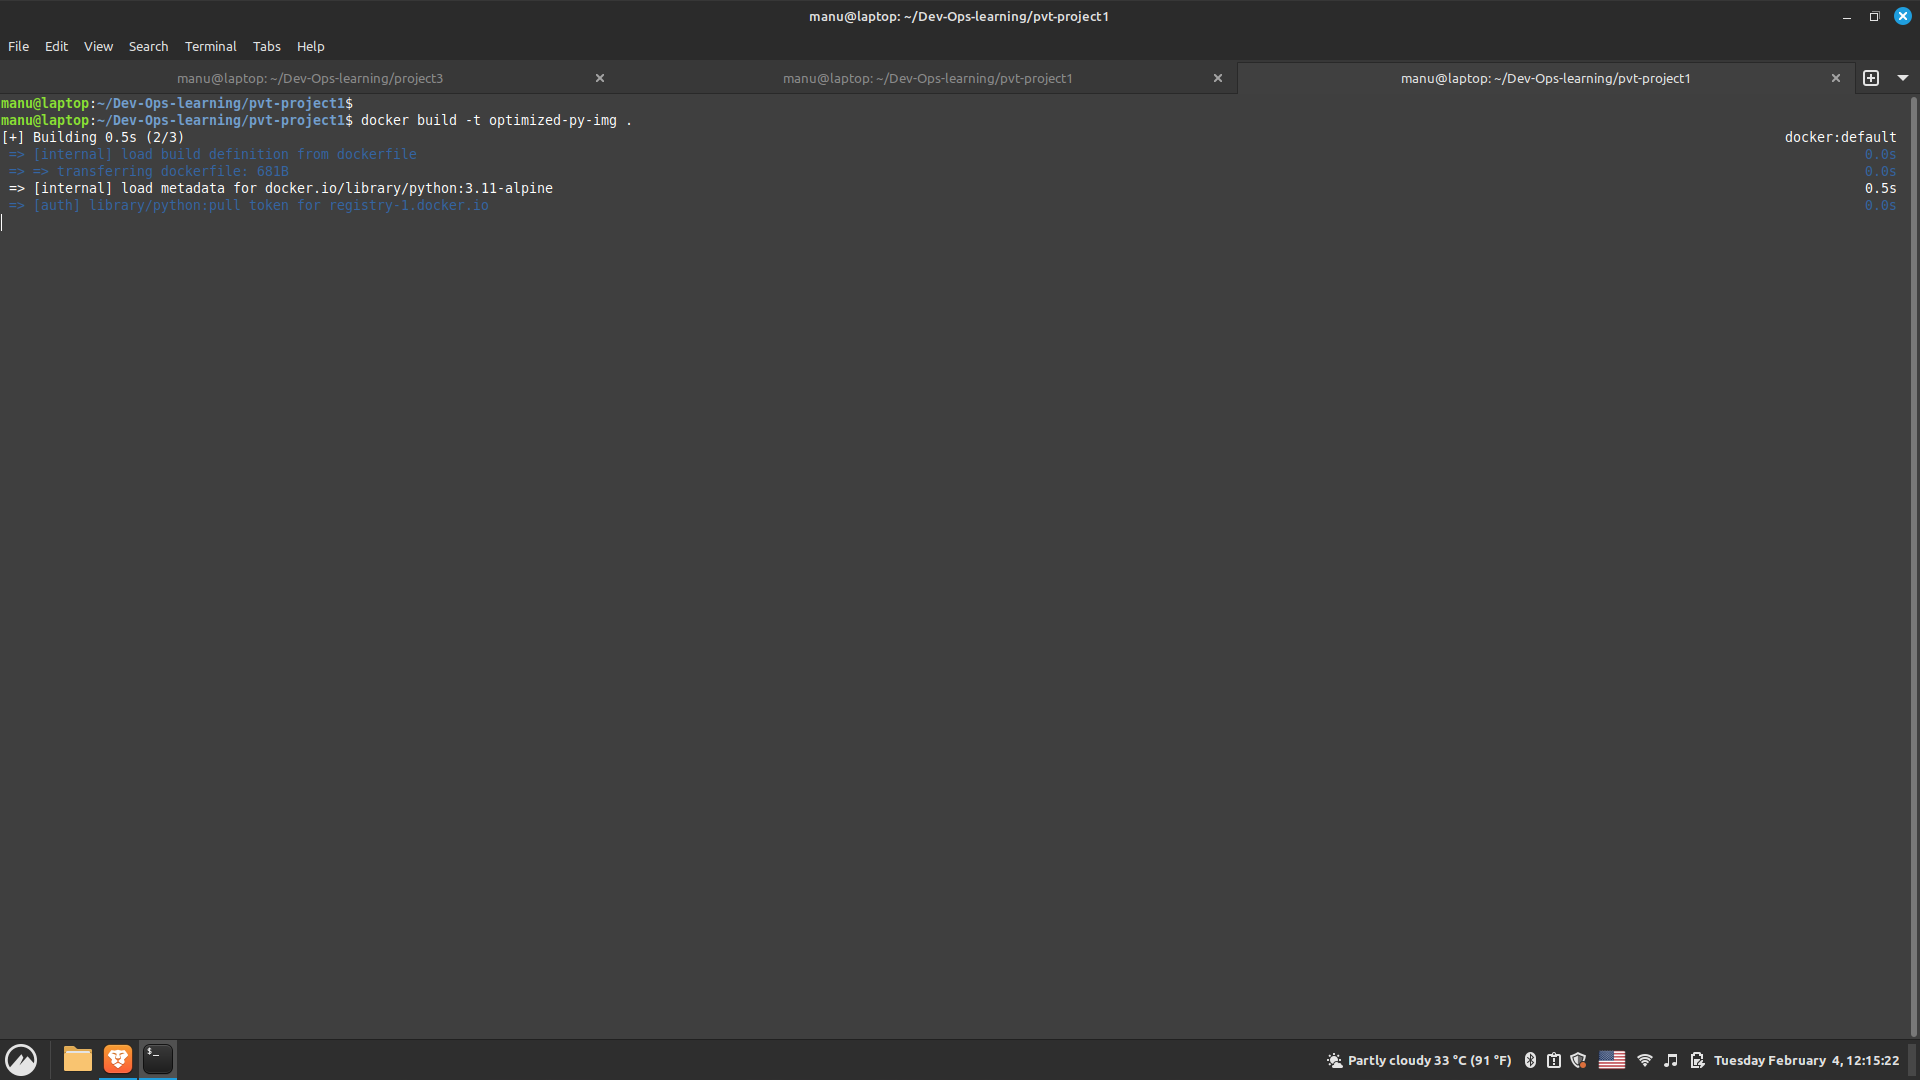 manu@laptop: ~/Dev-Ops-learning/pvt-project1
File Edit View Search Terminal Tabs Help
manu@laptop: ~/Dev-Ops-learning/project3 manu@laptop: ~/Dev-Ops-learning/pvt-project1 manu@laptop: ~/Dev-Ops-learning/pvt-project1
manu@laptop:~/Dev-Ops-learning/pvt-project1$
manu@laptop:~/Dev-Ops-learning/pvt-project1$ docker build -t optimized-py-img .
[+] Building 0.5s (2/3) docker:default
=> [internal] load build definition from dockerfile 0.0s
=> => transferring dockerfile: 681B 0.0s
=> [internal] load metadata for docker.io/library/python:3.11-alpine 0.5s
=> [auth] library/python:pull token for registry-1.docker.io 0.0s
$_ Partly cloudy 33 °C (91 °F) Tuesday February 4, 12:15:22